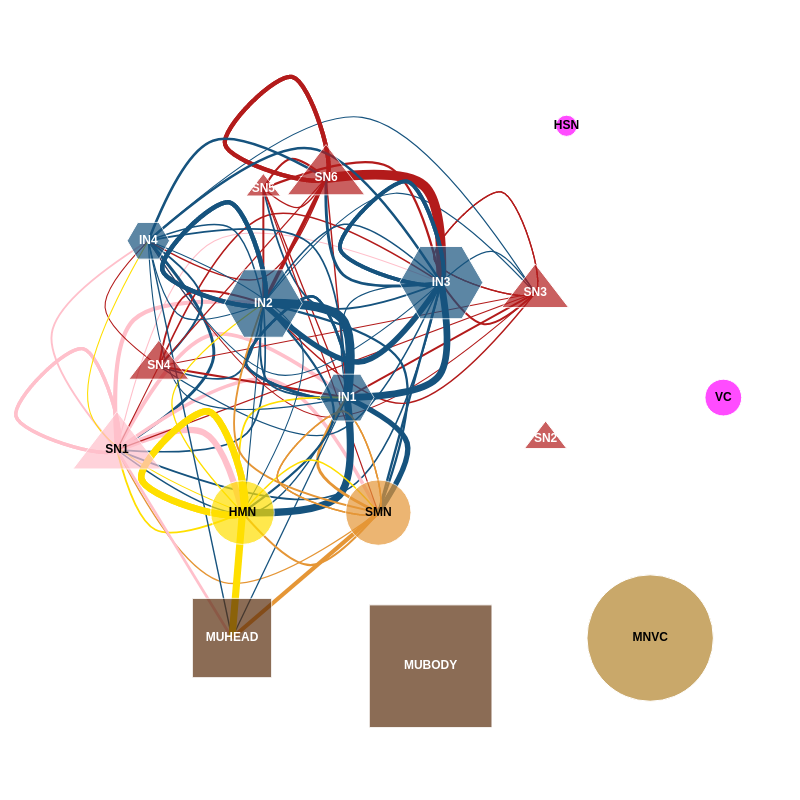 HSN
SN6
SN5
IN4
IN3
SN3
IN2
SN4
IN1
VC
SN2
SN1
HMN
SMN
MUHEAD
MNVC
MUBODY